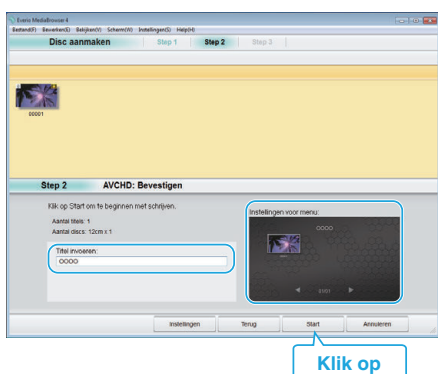 Everio MediaBrowser 4
Bestand(F) Bewerken(E) Bekijken(V) Scherm(W) Instellingen(S) Help(H)
Disc aanmaken Step 1 Step 2 Step 3
00001
Step 2 AVCHD: Bevestigen
Klik op Start om te beginnen met schrijven.
Aantal titels: 1
Aantal discs: 12cm x 1
Titel invoeren:
OOOO
Instellingen voor menu:
OOOO
Instellingen Terug Start Annuleren
Klik op